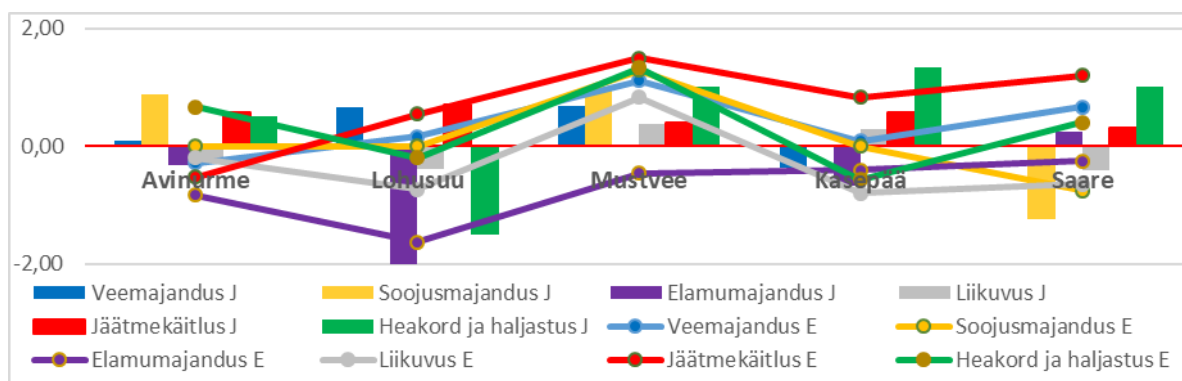 2,00
0,00
Avinurme Lohusuu Mustvee Kasepää Saare
-2,00
Veemajandus J Soojusmajandus J Elamumajandus J Liikuvus J
Jäätmekäitlus J Heakord ja haljastus J Veemajandus E Soojusmajandus E
Elamumajandus E Liikuvus E Jäätmekäitlus E Heakord ja haljastus E